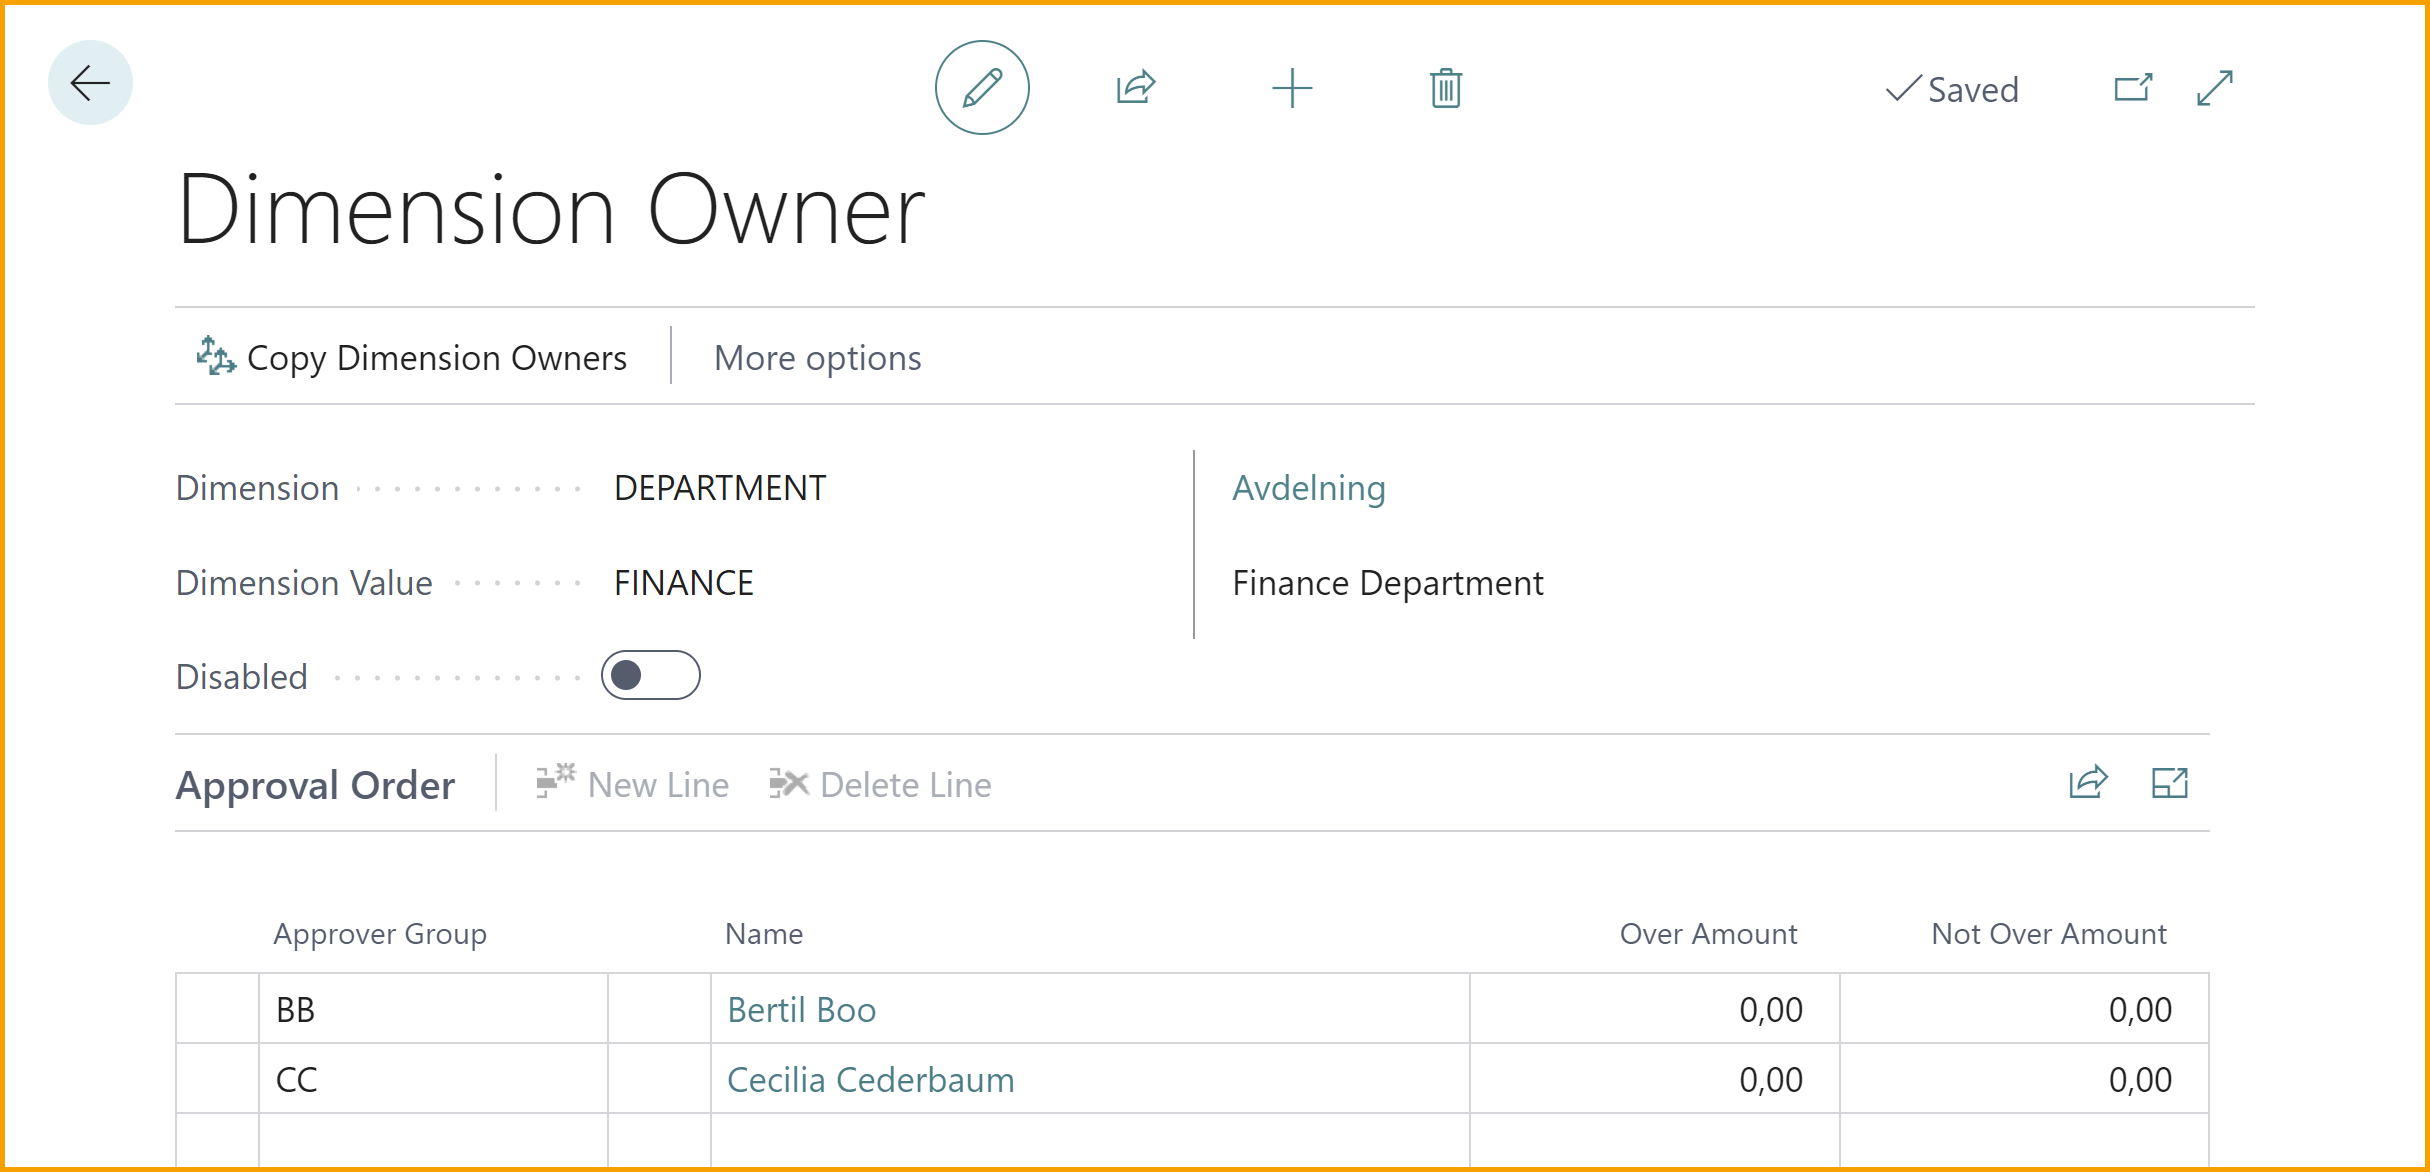 Saved
Dimension Owner
Copy Dimension Owners More options
Dimension DEPARTMENT Avdelning
Dimension Value FINANCE Finance Department
Disabled
Approval Order New Line Delete Line
Approver Group Name Over Amount Not Over Amount
BB Bertil Boo 0,00 0,00
CC Cecilia Cederbaum 0,00 0,00